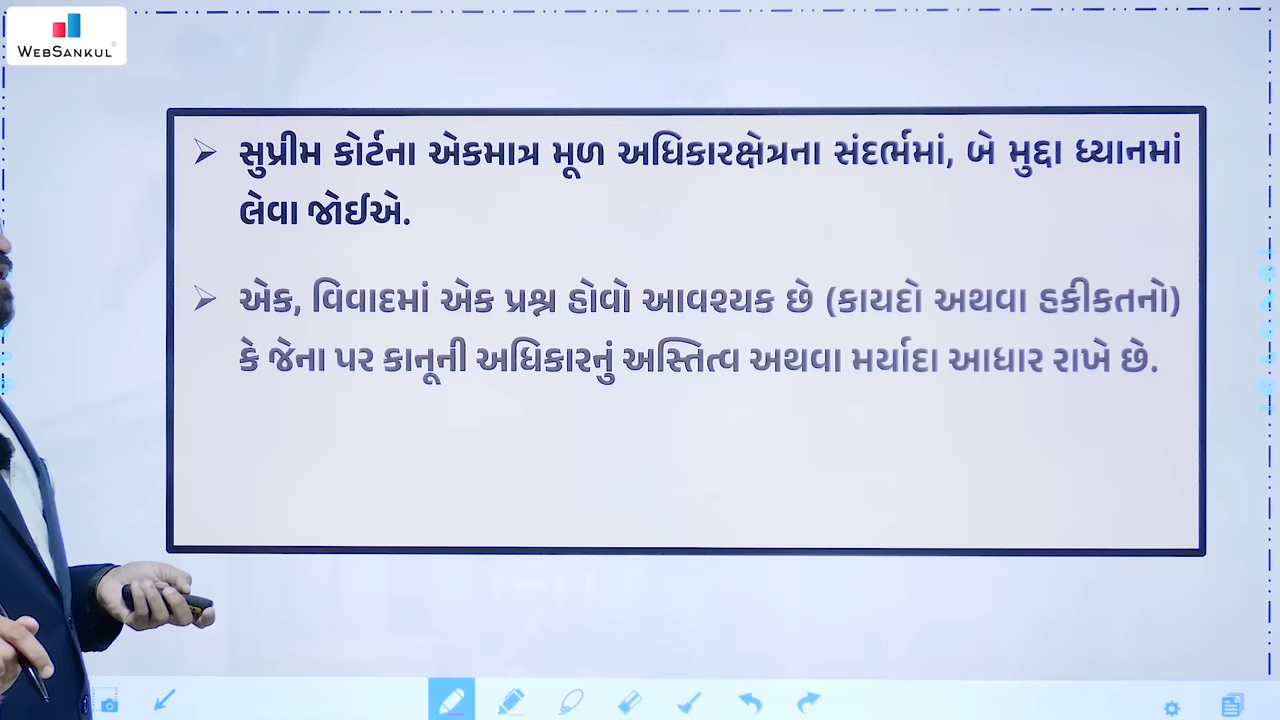 WEBSANKUL
સુપ્રીમ કોર્ટના એકમાત્ર મૂળ અધિકારક્ષેત્રના સંદર્ભમાં, બે મુદ્દા ધ્યાનમાં
લેવા જોઈએ.
એક, વિવાદમાં એક પ્રશ્ન હોવો આવશ્યક છે (કાયદો અથવા હકીકતનો)
કે જેના પર કાનૂની અધિકારનું અસ્તિત્વ અથવા મર્યાદા આધાર રાખે છે.